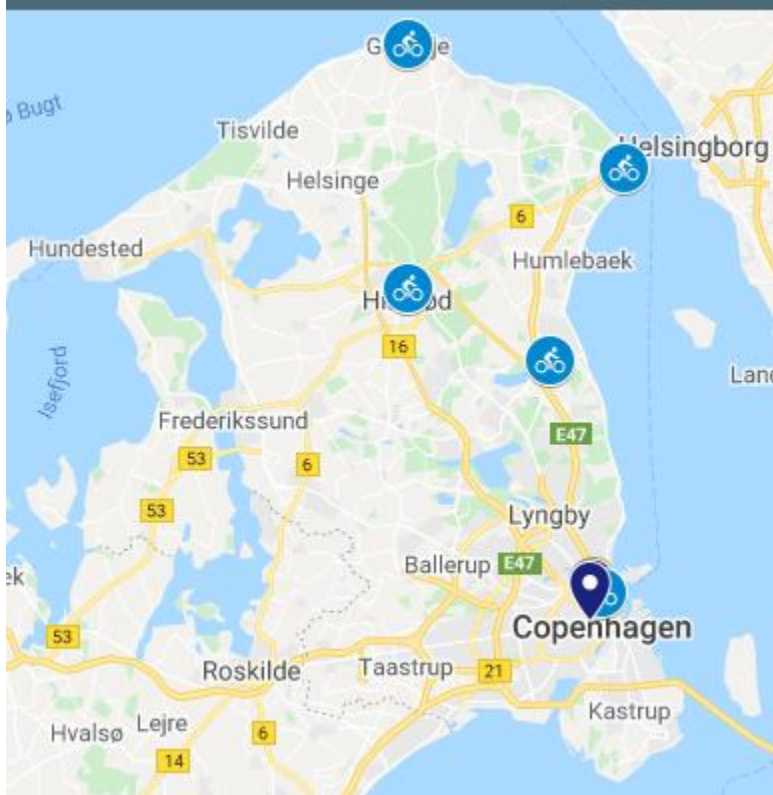 Tisvilde
Helsingborg
Helsinge
6
Hundested
Humlebaek
16
Isefjord
Frederikssund
E47
53
6
53
Lyngby
Ballerup
E47
Copenhagen
53
Roskilde
Taastrup
21
Kastrup
Hvalsø
Lejre
6
14
Bugt